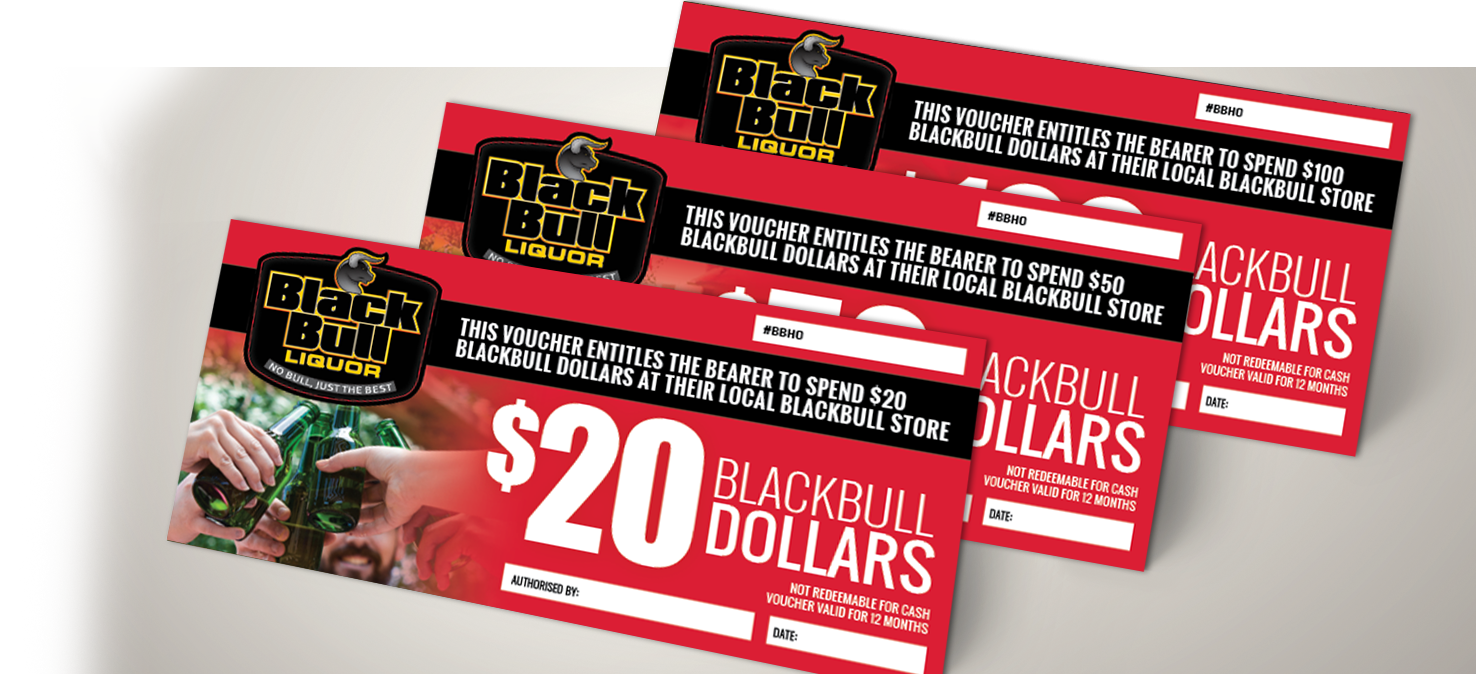 Black
Bull
LIQUOR
#BBHO
THIS VOUCHER ENTITLES THE BEARER TO SPEND $100
BLACKBULL DOLLARS AT THEIR LOCAL BLACKBULL STORE
DOLLARS
NOT REDEEMABLE FOR CASH
VOUCHER VALID FOR 12 MONTHS
DATE:
Black
Bull
LIQUOR
#BBHO
THIS VOUCHER ENTITLES THE BEARER TO SPEND $50
BLACKBULL DOLLARS AT THEIR LOCAL BLACKBULL STORE
DOLLARS
NOT REDEEMABLE FOR CASH
VOUCHER VALID FOR 12 MONTHS
DATE:
Black
Bull
LIQUOR
NO BULL, JUST THE BEST
#BBHO
THIS VOUCHER ENTITLES THE BEARER TO SPEND $20
BLACKBULL DOLLARS AT THEIR LOCAL BLACKBULL STORE
$20
BLACKBULL
DOLLARS
AUTHORISED BY:
NOT REDEEMABLE FOR CASH
VOUCHER VALID FOR 12 MONTHS
DATE: